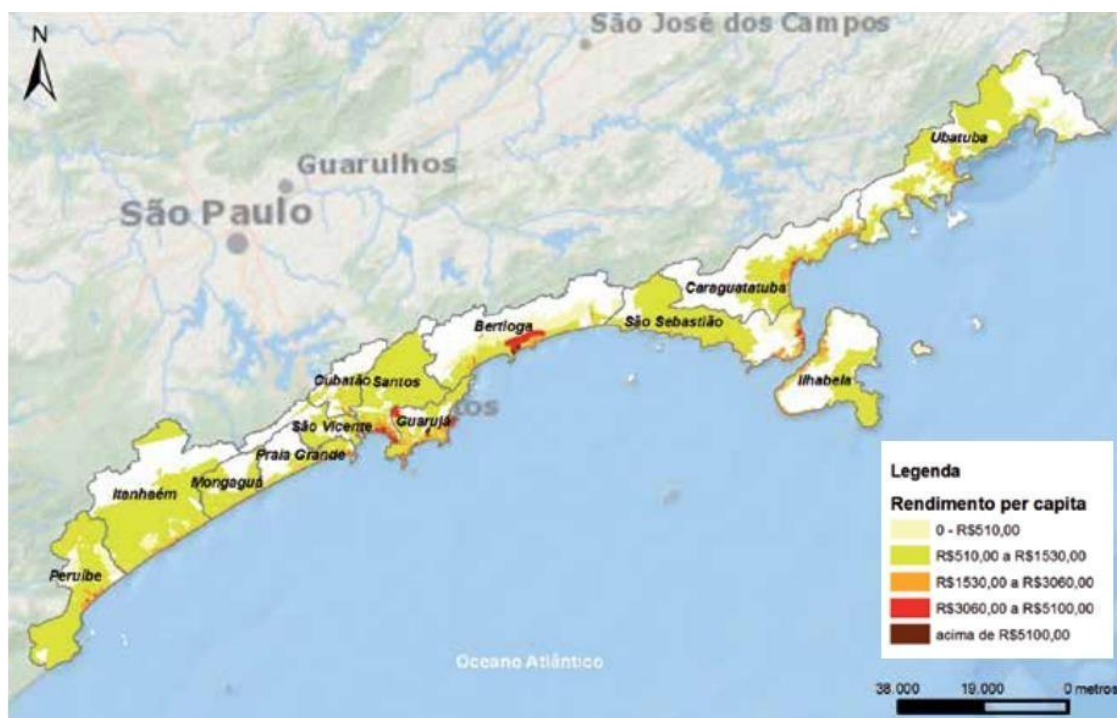 São José dos Campos
N
Guarulhos
São Paulo
Ubatuba
Caraguatatuba
Bertioga
São Sebastião
Ilhabela
Cubatão
Santos
Guarujá
tos
São Vicente
Praia Grande
Mongaguá
Itanhaém
Peruíbe
Oceano Atlântico
Legenda
Rendimento per capita
0 - R$510,00
R$510,00 a R$1530,00
R$1530,00 a R$3060,00
R$3060,00 a R$5100,00
acima de R$5100,00
38.000 19.000 0 metros